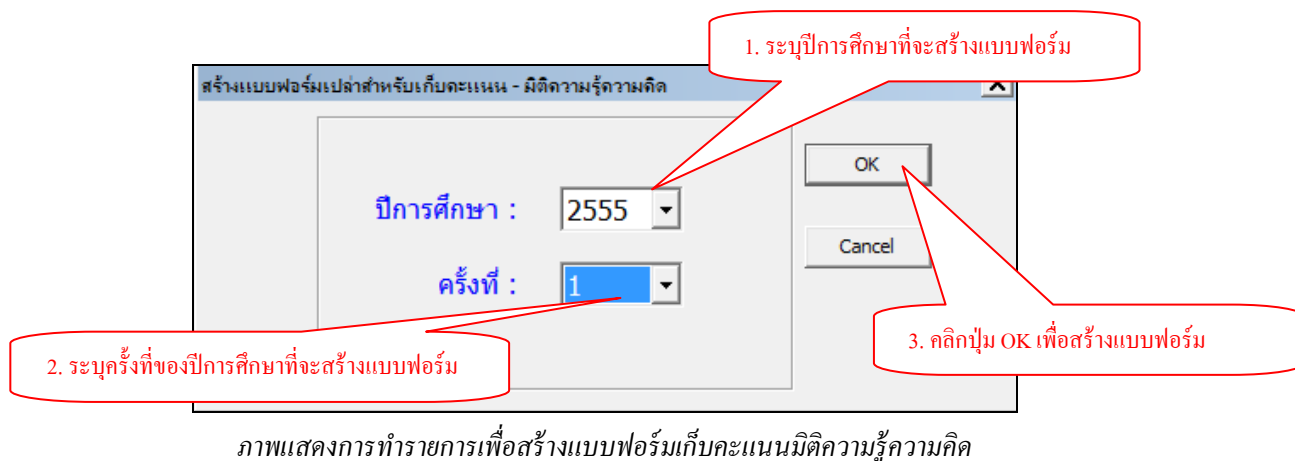 1. ระบุปีการศึกษาที่จะสร้างแบบฟอร์ม
สร้างแบบฟอร์มเปล่าสำหรับเก็บคะแนน - มิติความรู้ความคิด
OK
ปีการศึกษา : 2555
Cancel
ครั้งที่ : 1
3. คลิกปุ่ม OK เพื่อสร้างแบบฟอร์ม
2. ระบุครั้งที่ของปีการศึกษาที่จะสร้างแบบฟอร์ม
ภาพแสดงการทำรายการเพื่อสร้างแบบฟอร์มเก็บคะแนนมิติความรู้ความคิด